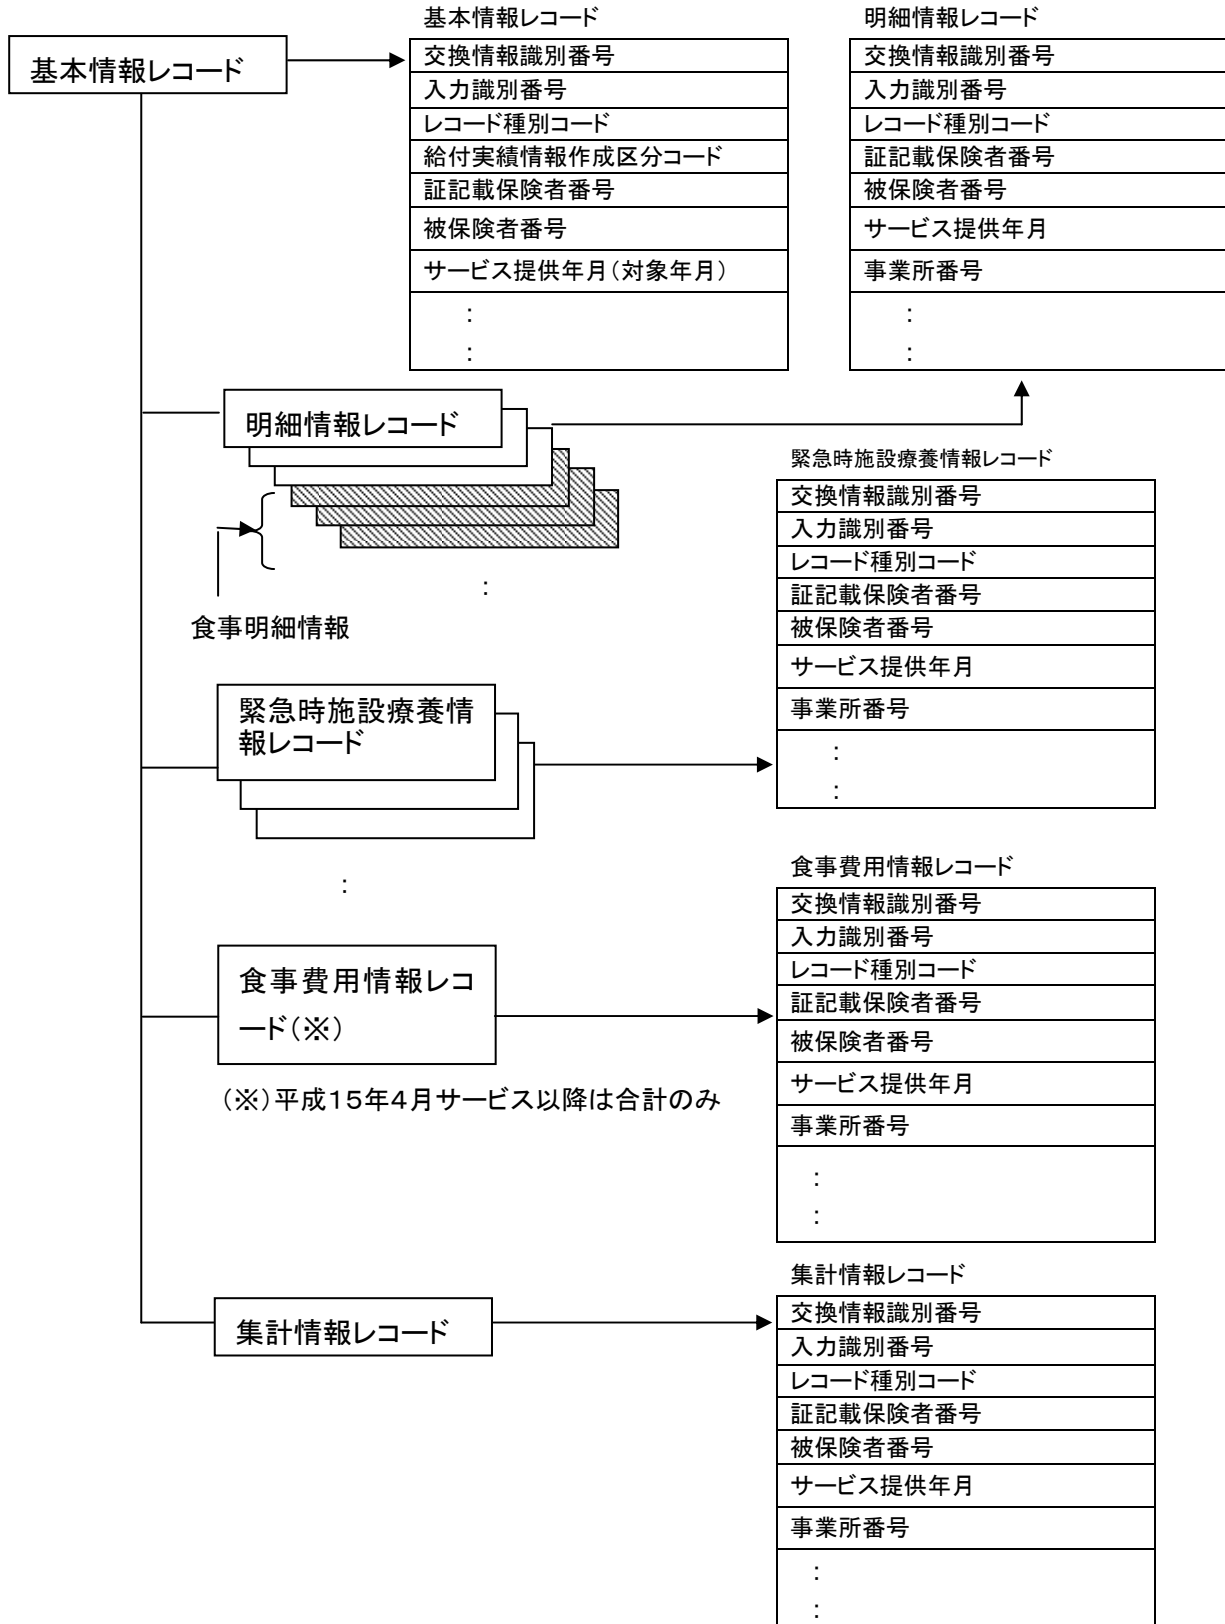 基本情報レコード
基本情報レコード
交換情報識別番号
入力識別番号
レコード種別コード
給付実績情報作成区分コード
証記載保険者番号
被保険者番号
サービス提供年月(対象年月)
:
:
明細情報レコード
交換情報識別番号
入力識別番号
レコード種別コード
証記載保険者番号
被保険者番号
サービス提供年月
事業所番号
:
:
明細情報レコード
:
食事明細情報
緊急時施設療養情報レコード
交換情報識別番号
入力識別番号
レコード種別コード
証記載保険者番号
被保険者番号
サービス提供年月
事業所番号
:
:
緊急時施設療養情
報レコード
:
食事費用情報レコード
交換情報識別番号
入力識別番号
レコード種別コード
証記載保険者番号
被保険者番号
サービス提供年月
事業所番号
:
:
食事費用情報レコ
ード(※)
(※)平成15年4月サービス以降は合計のみ
集計情報レコード
集計情報レコード
交換情報識別番号
入力識別番号
レコード種別コード
証記載保険者番号
被保険者番号
サービス提供年月
事業所番号
:
: